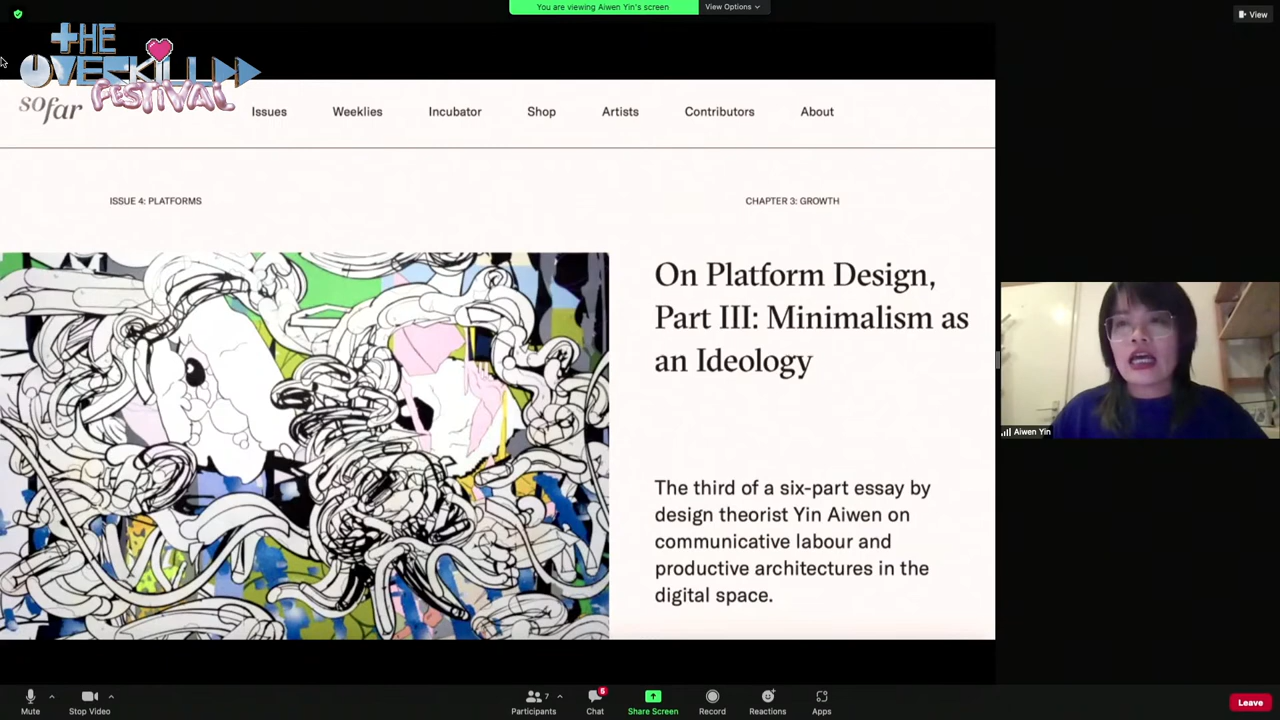 You are viewing Aiwen Yin's screen
View Options
View
THE
OVERKILL
FESTIVAL
so far
Issues
Weeklies
Incubator
Shop
Artists
Contributors
About
ISSUE 4: PLATFORMS
CHAPTER 3: GROWTH
On Platform Design,
Part III: Minimalism as
an Ideology
The third of a six-part essay by
design theorist Yin Aiwen on
communicative labour and
productive architectures in the
digital space.
Aiwen Yin
Mute
Stop Video
7
Participants
5
Chat
Share Screen
Record
Reactions
Apps
Leave